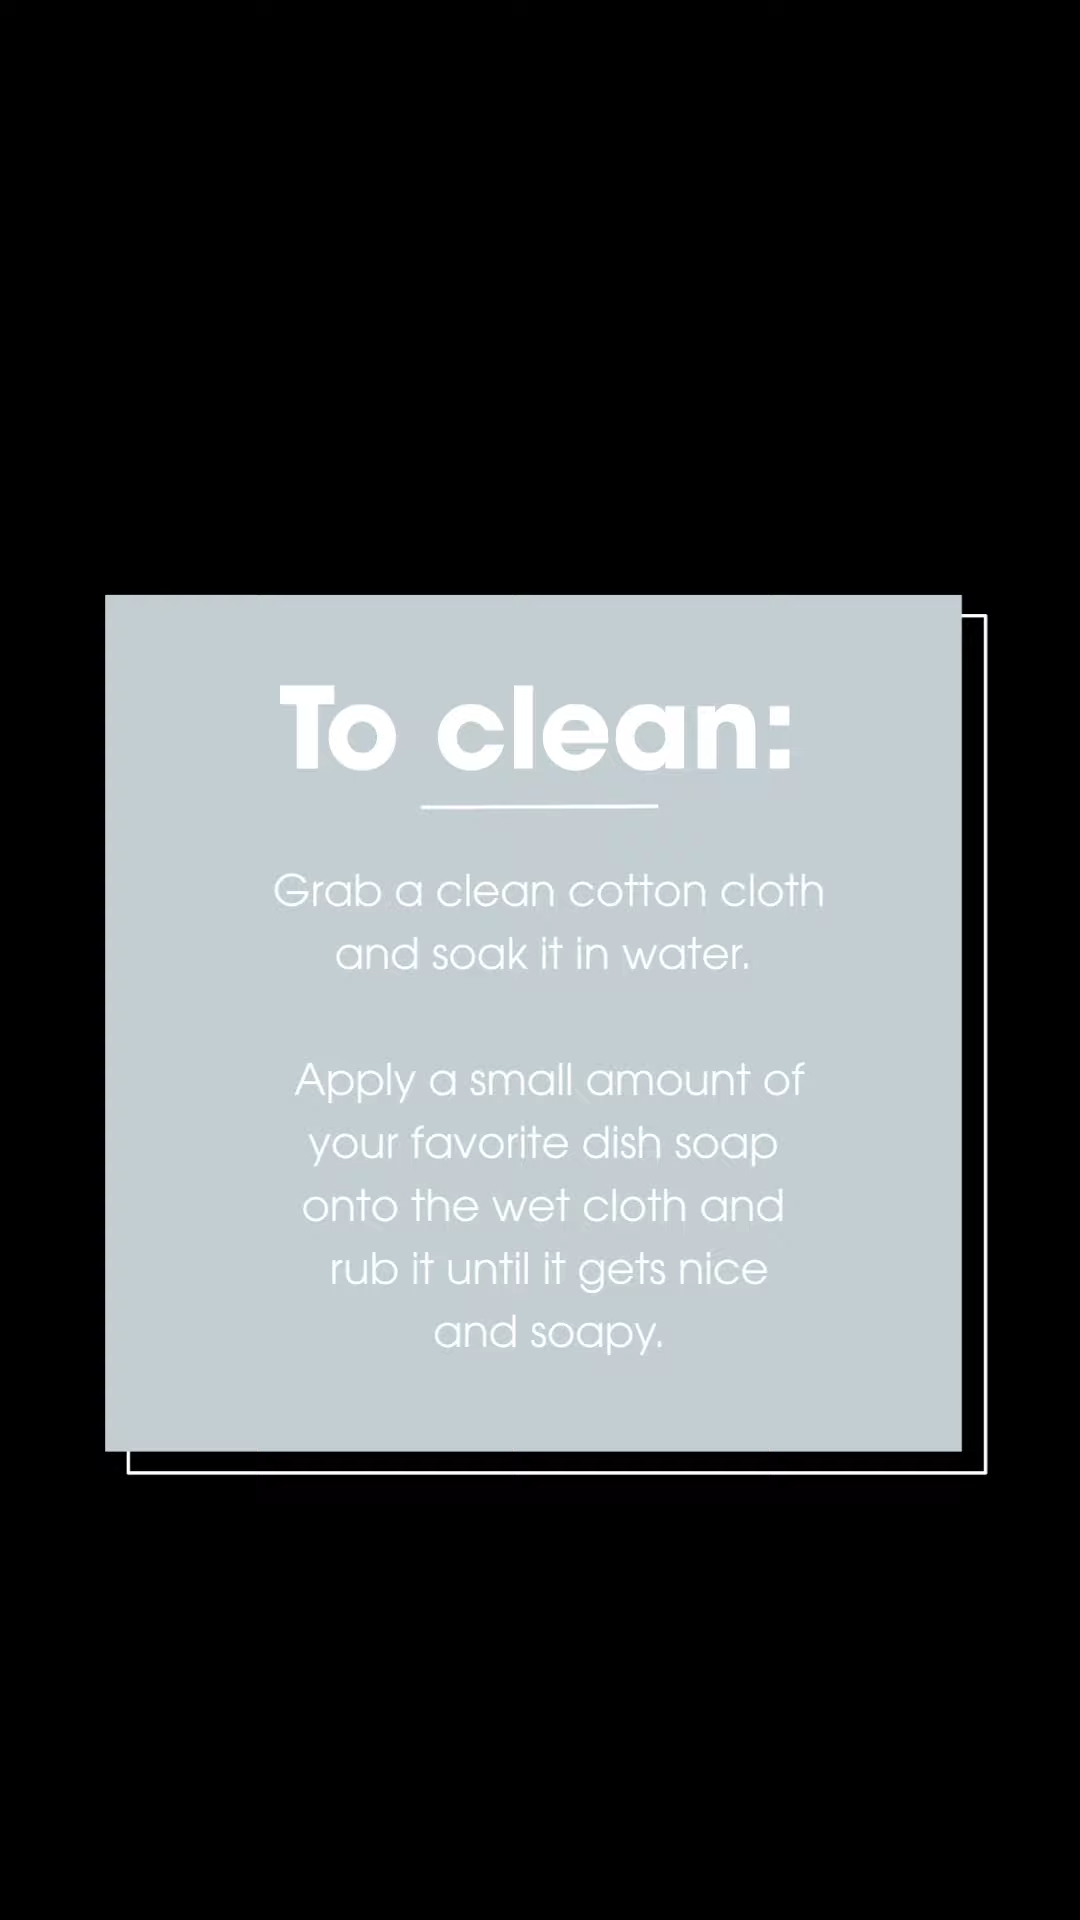 To clean:
Grab a clean cotton cloth
and soak it in water.
Apply a small amount of
your favorite dish soap
onto the wet cloth and
rub it until it gets nice
and soapy.